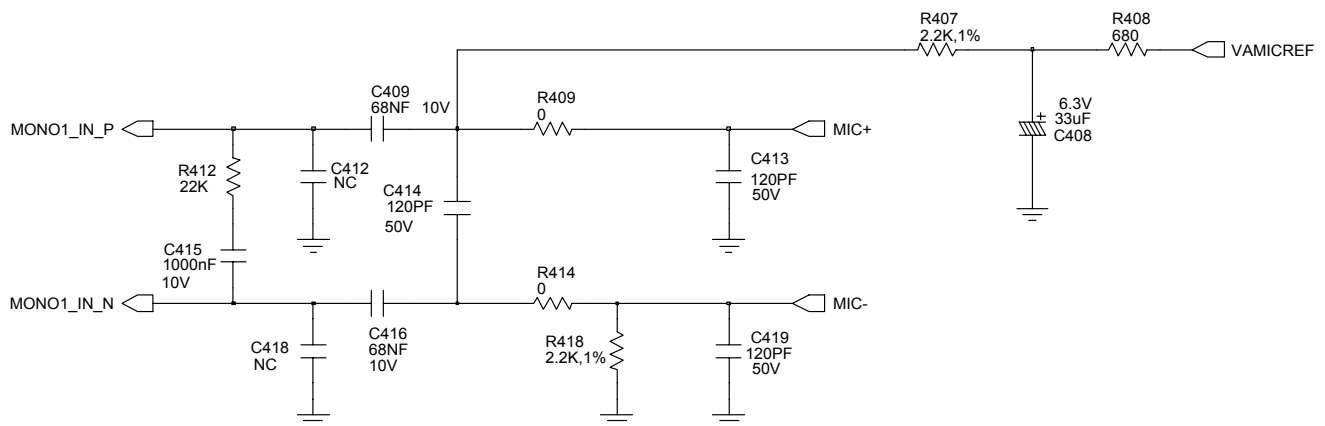 R407
2.2K,1%
R408
680
VAMICREF
C409
68NF 10V
R409
0
6.3V
+
33uF
C408
MONO1_IN_P
MIC+
R412
22K
C412
NC
C414
120PF
50V
C413
120PF
50V
C415
1000nF
10V
R414
0
MONO1_IN_N
MIC-
C418
NC
C416
68NF
10V
R418
2.2K,1%
C419
120PF
50V